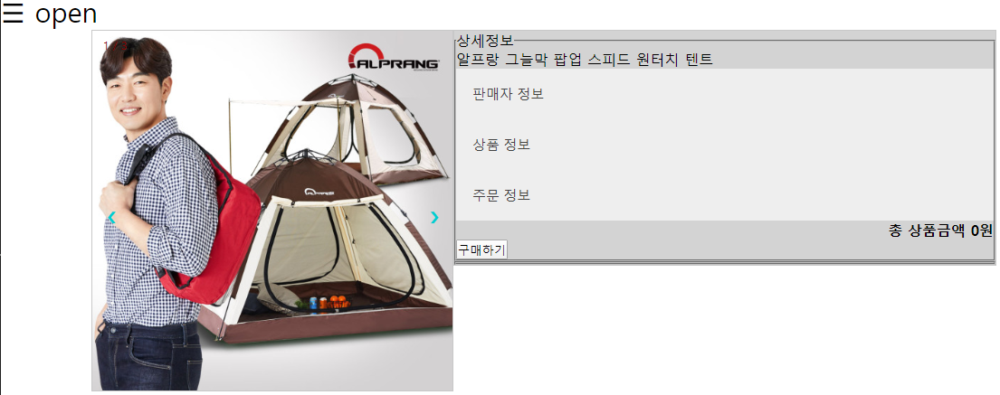 ☰ open
ALPRANG
ALPRANG
상세정보
알프랑 그늘막 팝업 스피드 원터치 텐트
판매자 정보
상품 정보
주문 정보
총 상품금액 0원
구매하기